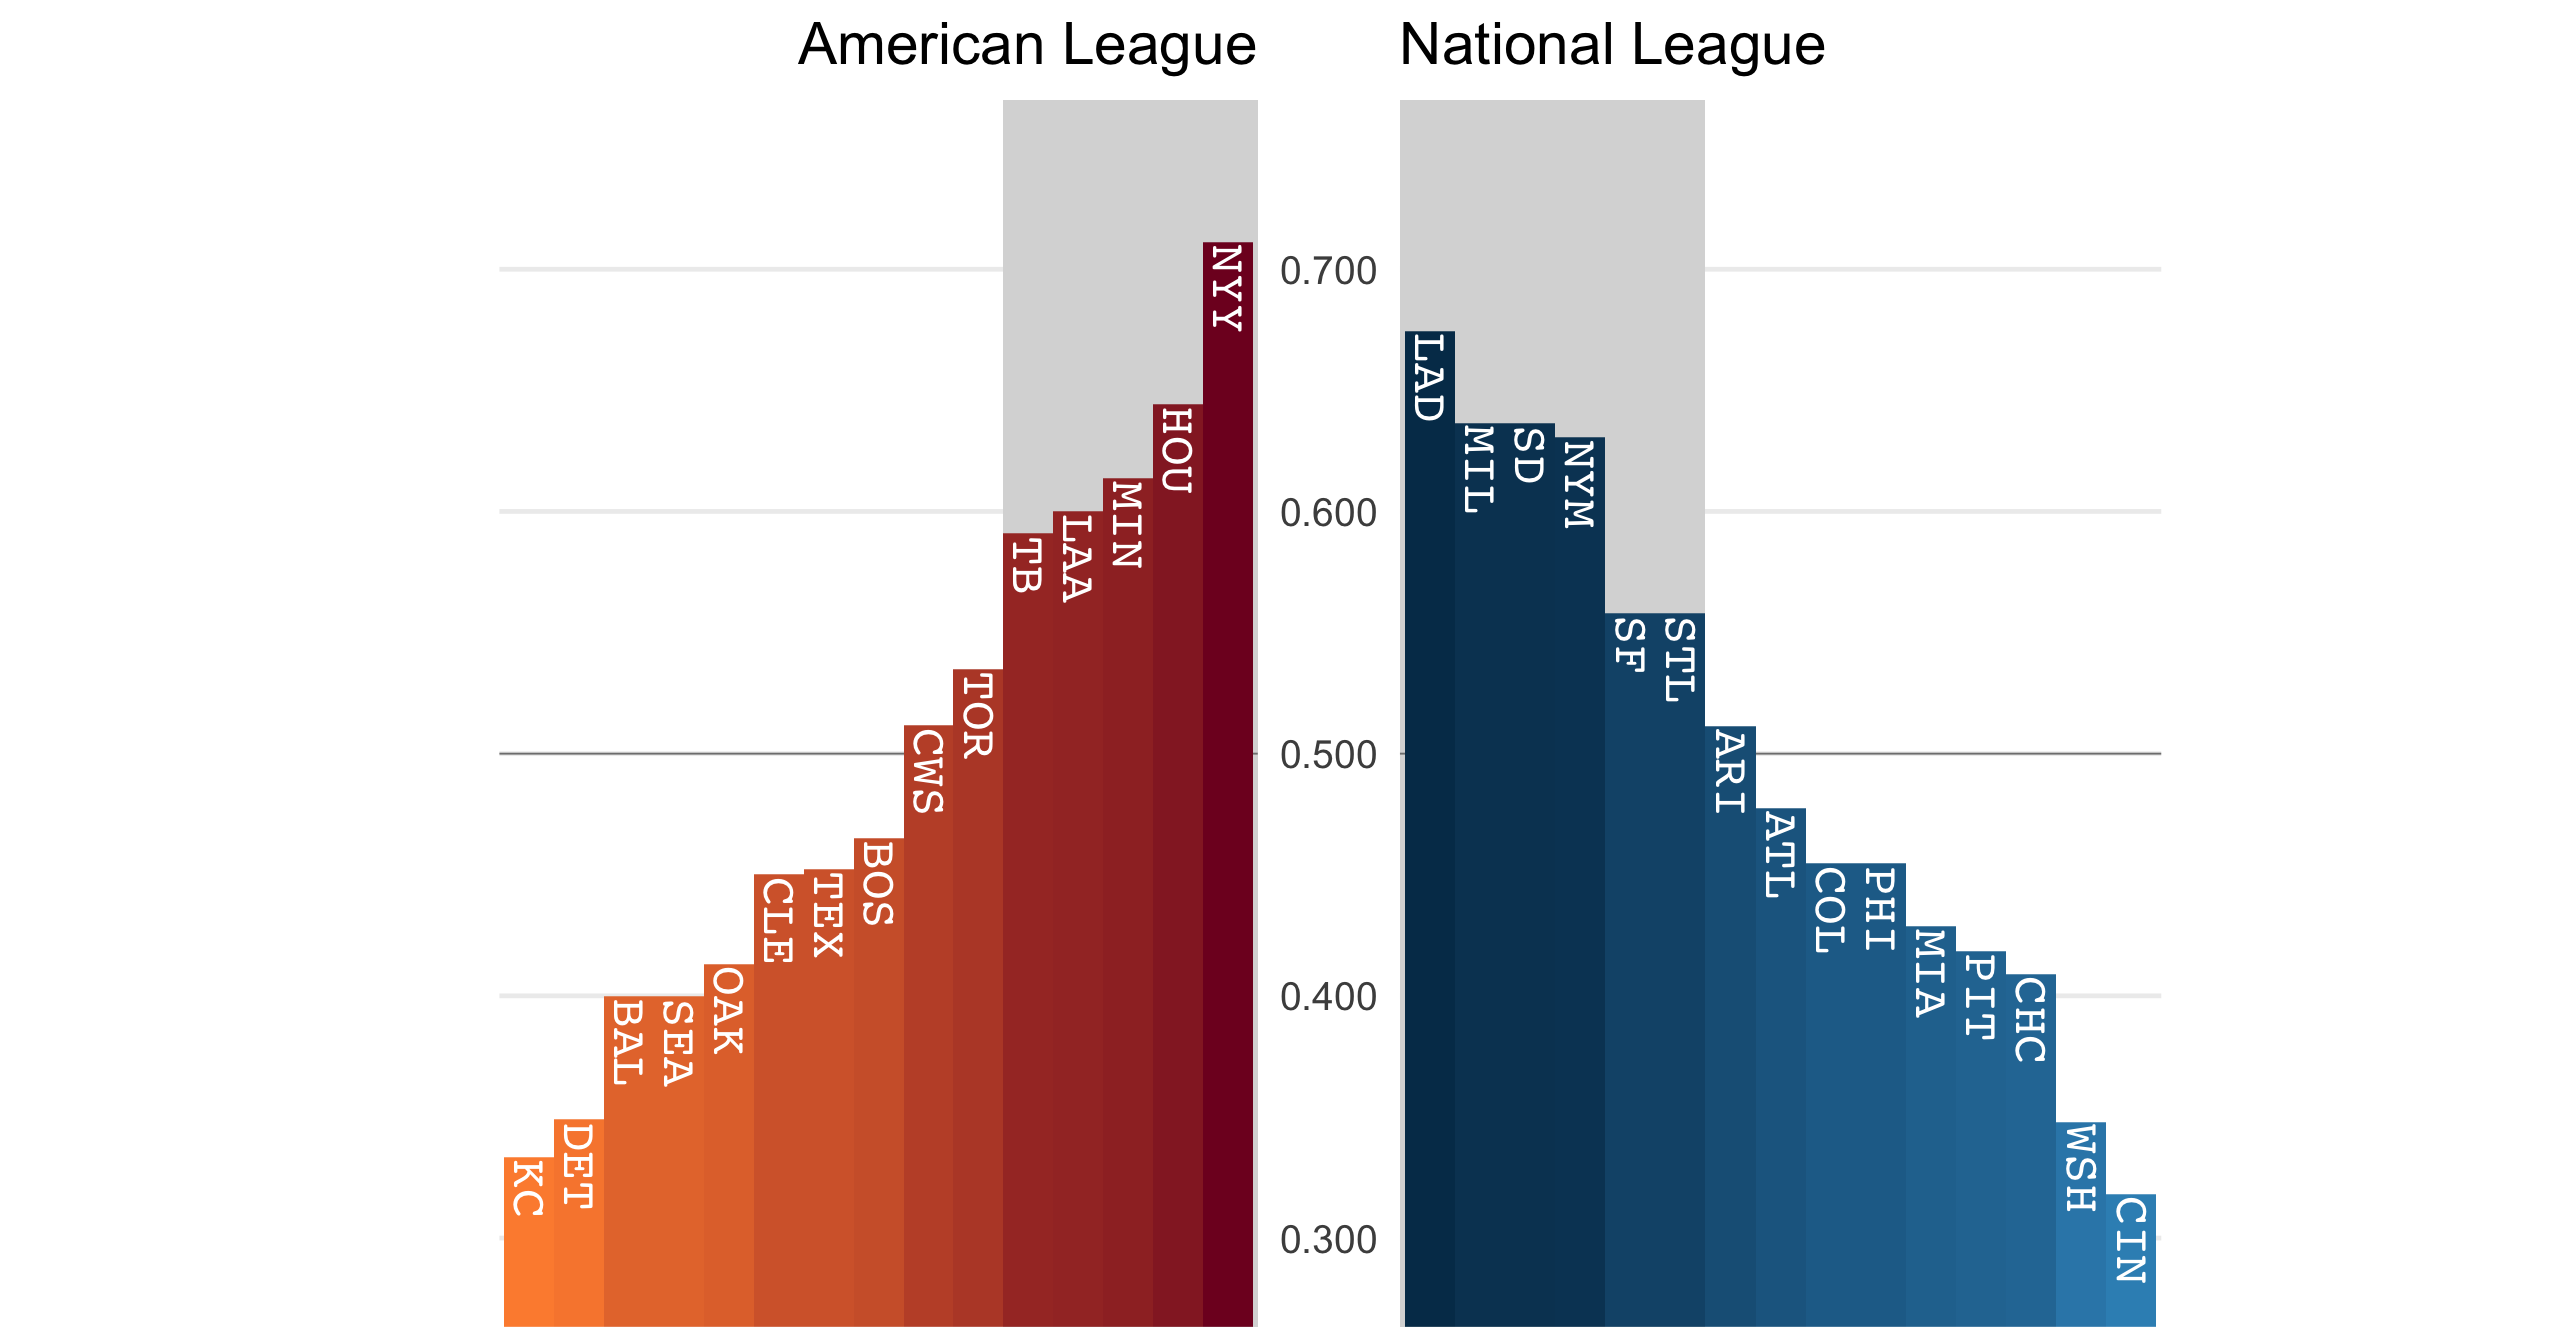 American League
National League
0.700
0.600
0.500
0.400
0.300
KC
DET
BAL
SEA
OAK
CLE
TEX
BOS
CWS
TOR
TB
LAA
MIN
HOU
NYY
LAD
MIL
SD
NYM
SF
STL
ARI
ATL
COL
PHI
MIA
PIT
CHC
WSH
CIN